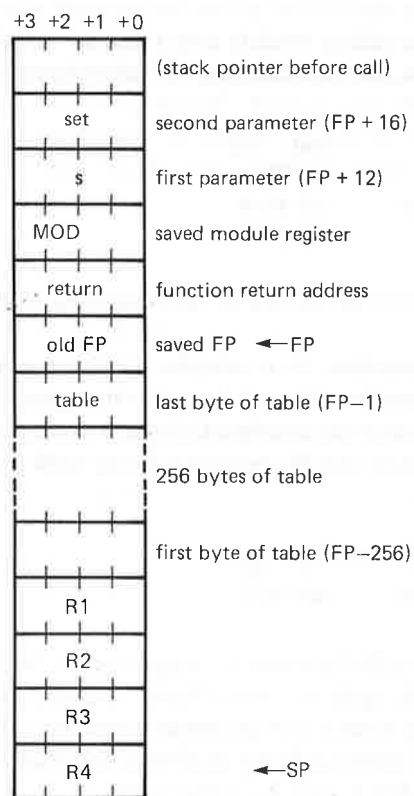 +3 +2 +1 +0
(stack pointer before call)
set second parameter (FP + 16)
s first parameter (FP + 12)
MOD saved module register
return function return address
old FP saved FP ←FP
table last byte of table (FP−1)
256 bytes of table
first byte of table (FP−256)
R1
R2
R3
R4 ←SP